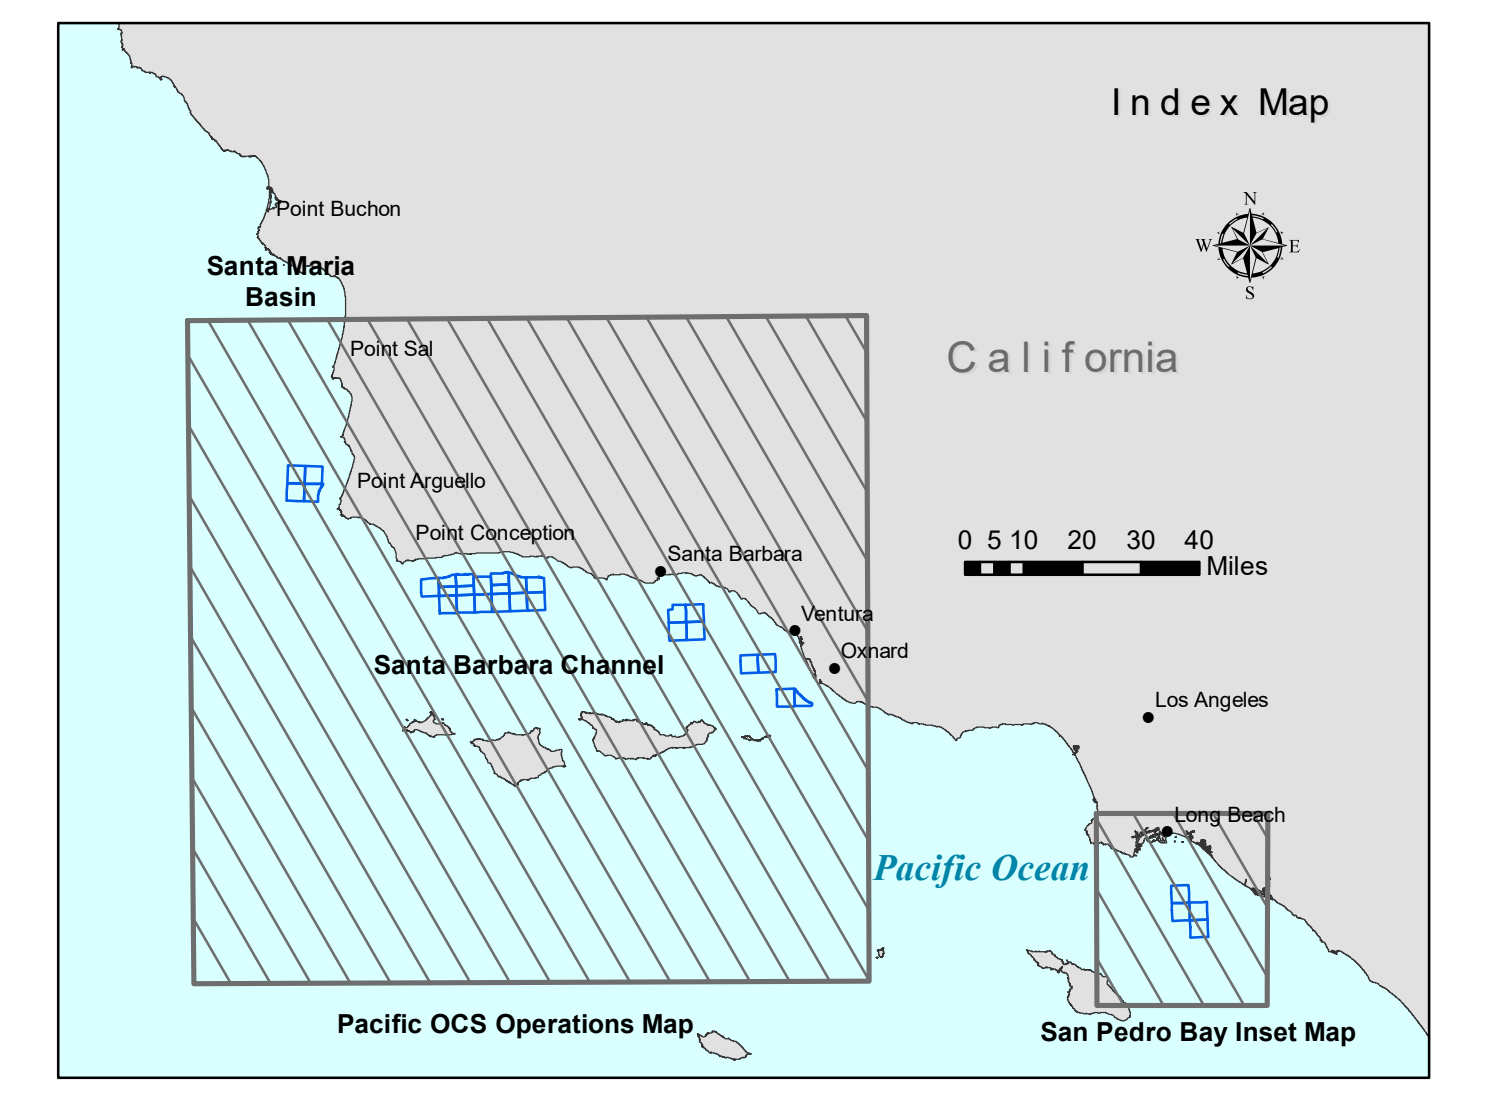 Index Map
N
Point Buchon
W E
Santa Maria
Basin
S
Point Sal
California
Point Arguello
Point Conception
0 5 10 20 30 40
Santa Barbara
Miles
Ventura
Oxnard
Santa Barbara Channel
Los Angeles
Long Beach
Pacific Ocean
Pacific OCS Operations Map
San Pedro Bay Inset Map